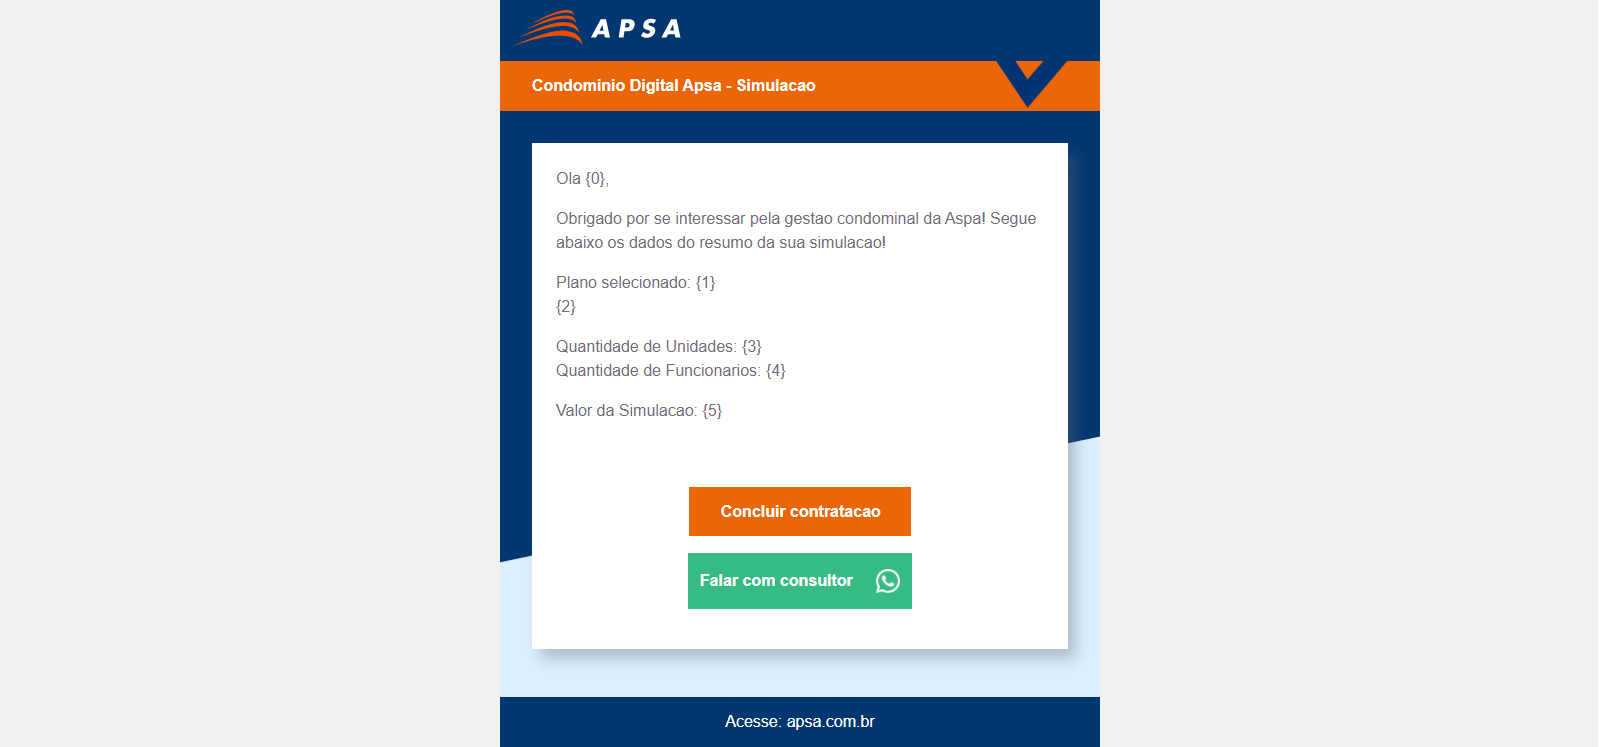 APSA
Condominio Digital Apsa - Simulacao
Ola {0},
Obrigado por se interessar pela gestao condominal da Aspa! Segue
abaixo os dados do resumo da sua simulacao!
Plano selecionado: {1}
{2}
Quantidade de Unidades: {3}
Quantidade de Funcionarios: {4}
Valor da Simulacao: {5}
Concluir contratacao
Falar com consultor
Acesse: apsa.com.br